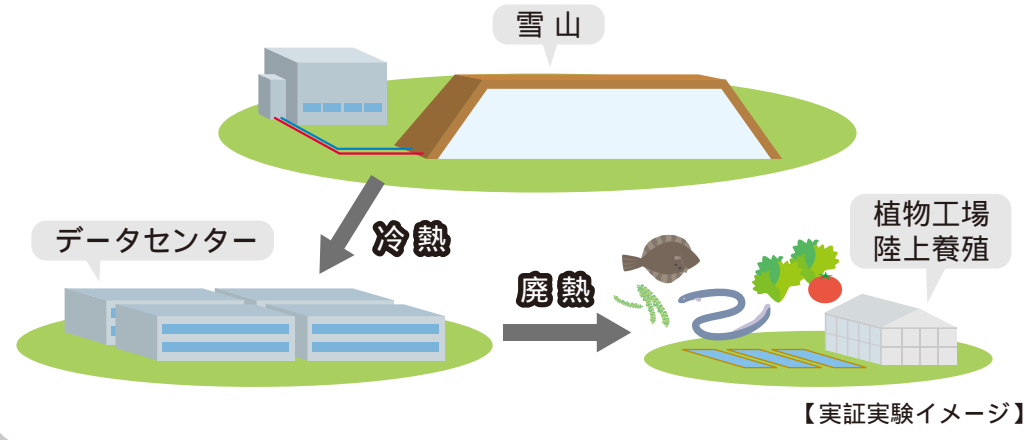 雪山
冷熱
データセンター
廃熱
植物工場
陸上養殖
【実証実験イメージ】